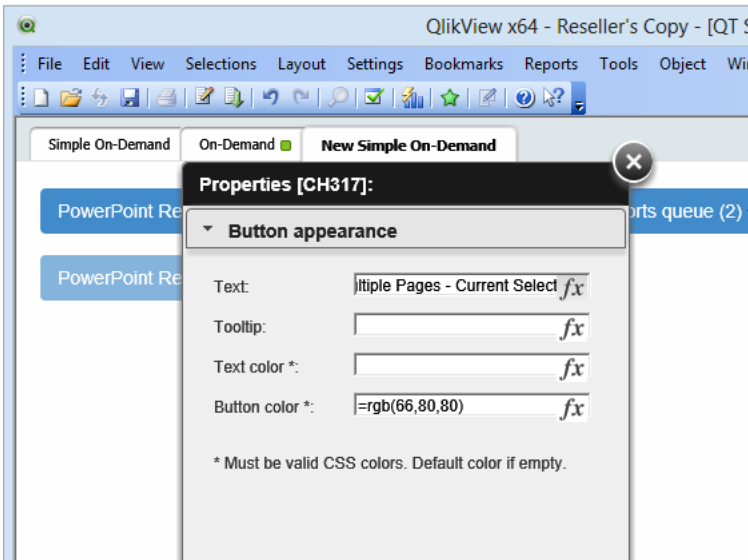 QlikView x64 - Reseller's Copy - [QT
File Edit View Selections Layout Settings Bookmarks Reports Tools Object
Simple On-Demand On-Demand New Simple On-Demand
Properties [CH317]:
PowerPoint orts queue (2)
Button appearance
PowerPoint
Text: ltiple Pages - Current Select fx
Tooltip: fx
Text color *: fx
Button color *: =rgb(66,80,80) fx
* Must be valid CSS colors. Default color if empty.